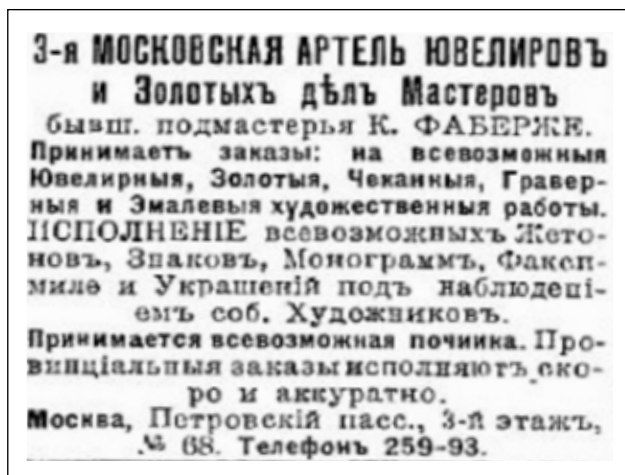 3-я МОСКОВСКАЯ АРТЕЛЬ ЮВЕЛИРОВЪ
и Золотыхъ дѣлъ Мастеровъ
бывш. подмастерья К. ФАБЕРЖЕ.
Принимаетъ заказы: на всевозможныя
Ювелирныя, Золотыя, Чеканныя, Гравер-
ныя и Эмалевыя художественныя работы.
ИСПОЛНЕНІЕ всевозможныхъ Жето-
новъ, Знаковъ, Монограммъ, Факси-
миле и Украшеній подъ наблюдені-
емъ соб. Художниковъ.
Принимается всевозможная починка. Про-
винціальныя заказы исполняютъ ско-
ро и аккуратно.
Москва, Петровскій пасс., 3-й этажъ,
№ 68. Телефонъ 259-93.